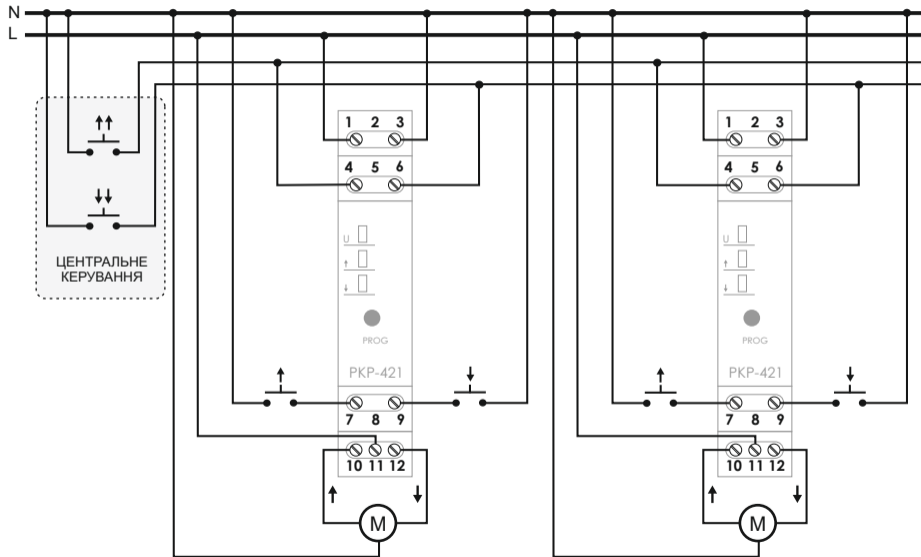 N
L
ЦЕНТРАЛЬНЕ
КЕРУВАННЯ
1 2 3
4 5 6
U
PROG
PKP-421
7 8 9
10 11 12
M
1 2 3
4 5 6
U
PROG
PKP-421
7 8 9
10 11 12
M